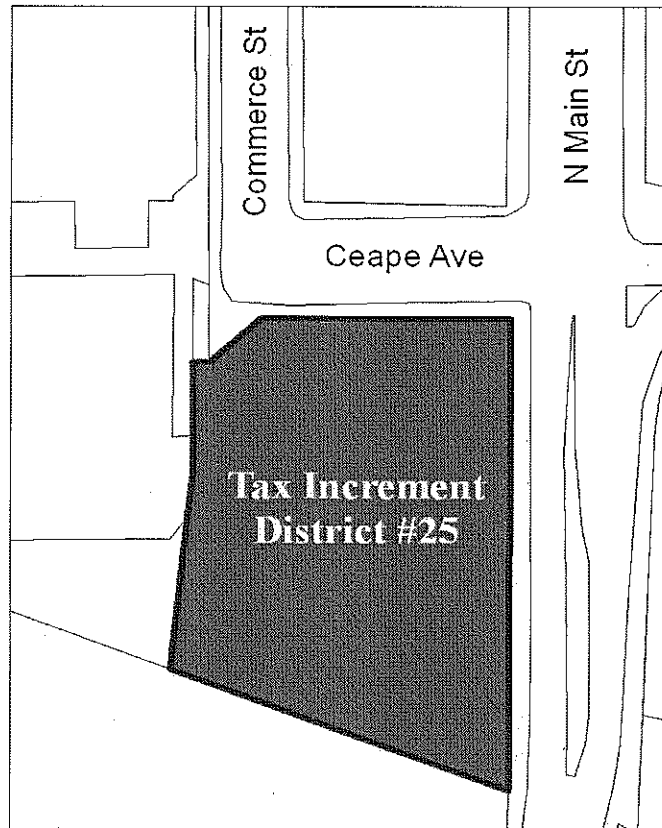 Commerce St
N Main St
Ceape Ave
Tax Increment
District #25